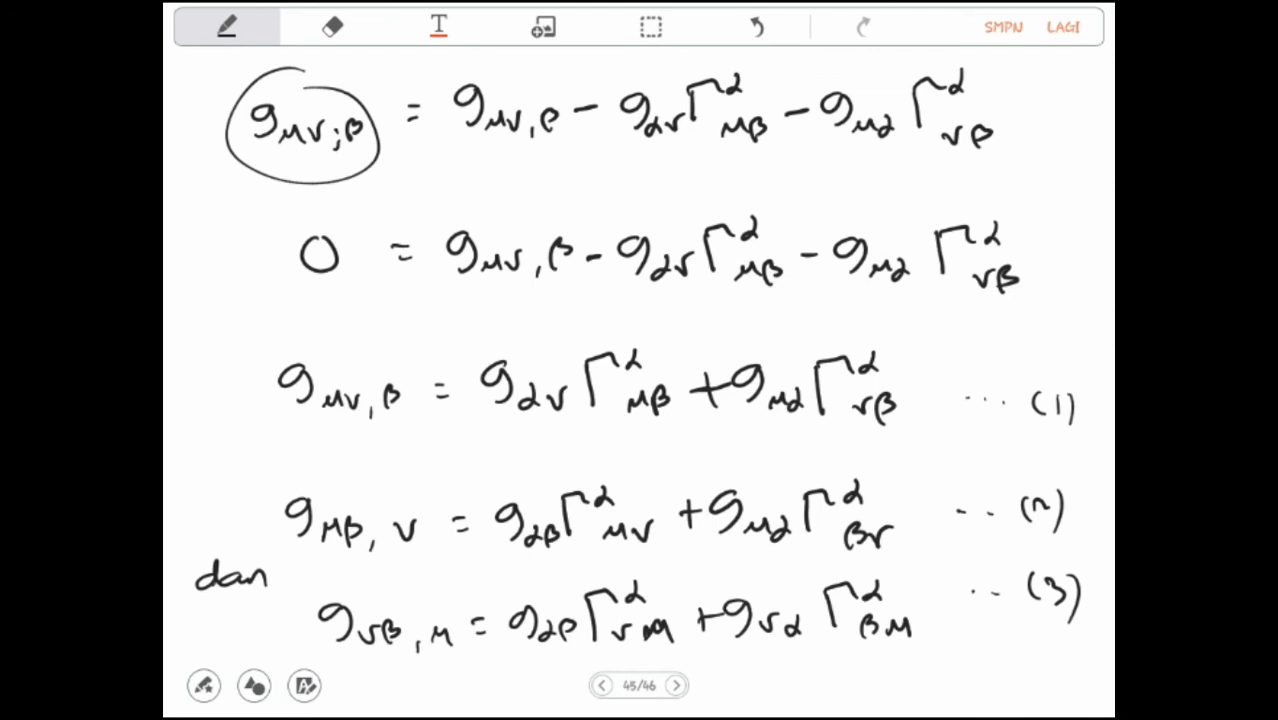 T SMPN LAGI
g_{μν;β} = g_{μν,β} − g_{αν} Γ^α_{μβ} − g_{μα} Γ^α_{νβ}
0 = g_{μν,β} − g_{αν} Γ^α_{μβ} − g_{μα} Γ^α_{νβ}
g_{μν,β} = g_{αν} Γ^α_{μβ} + g_{μα} Γ^α_{νβ} ... (1)
g_{μβ,ν} = g_{αβ} Γ^α_{μν} + g_{μα} Γ^α_{βν} ... (2)
dan
g_{νβ,μ} = g_{αβ} Γ^α_{νμ} + g_{να} Γ^α_{βμ} ... (3)
45/46